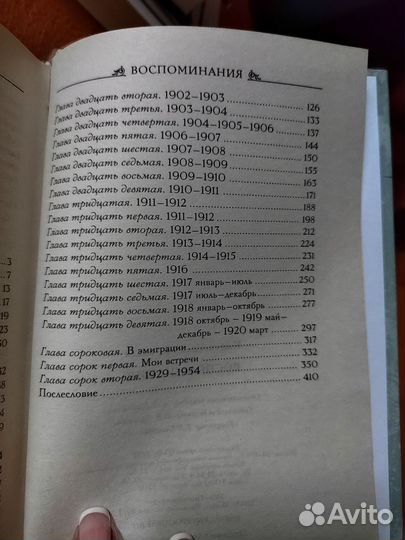 ВОСПОМИНАНИЯ
Глава двадцать вторая. 1902–1903 126
Глава двадцать третья. 1903–1904 133
Глава двадцать четвертая. 1904–1905–1906 137
Глава двадцать пятая. 1906–1907 144
Глава двадцать шестая. 1907–1908 150
Глава двадцать седьмая. 1908–1909 155
Глава двадцать восьмая. 1909–1910 163
Глава двадцать девятая. 1910–1911 171
Глава тридцатая. 1911–1912 188
Глава тридцать первая. 1911–1912 198
Глава тридцать вторая. 1912–1913 212
Глава тридцать третья. 1913–1914 224
Глава тридцать четвертая. 1914–1915 231
Глава тридцать пятая. 1916 242
Глава тридцать шестая. 1917 январь–июль 250
Глава тридцать седьмая. 1917 июль–декабрь 271
Глава тридцать восьмая. 1918 январь–октябрь 277
Глава тридцать девятая. 1918 октябрь – 1919 май–
декабрь – 1920 март 297
Глава сороковая. В эмиграции 317
Глава сорок первая. Мои встречи 332
Глава сорок вторая. 1929–1954 350
Послесловие 410
Avito